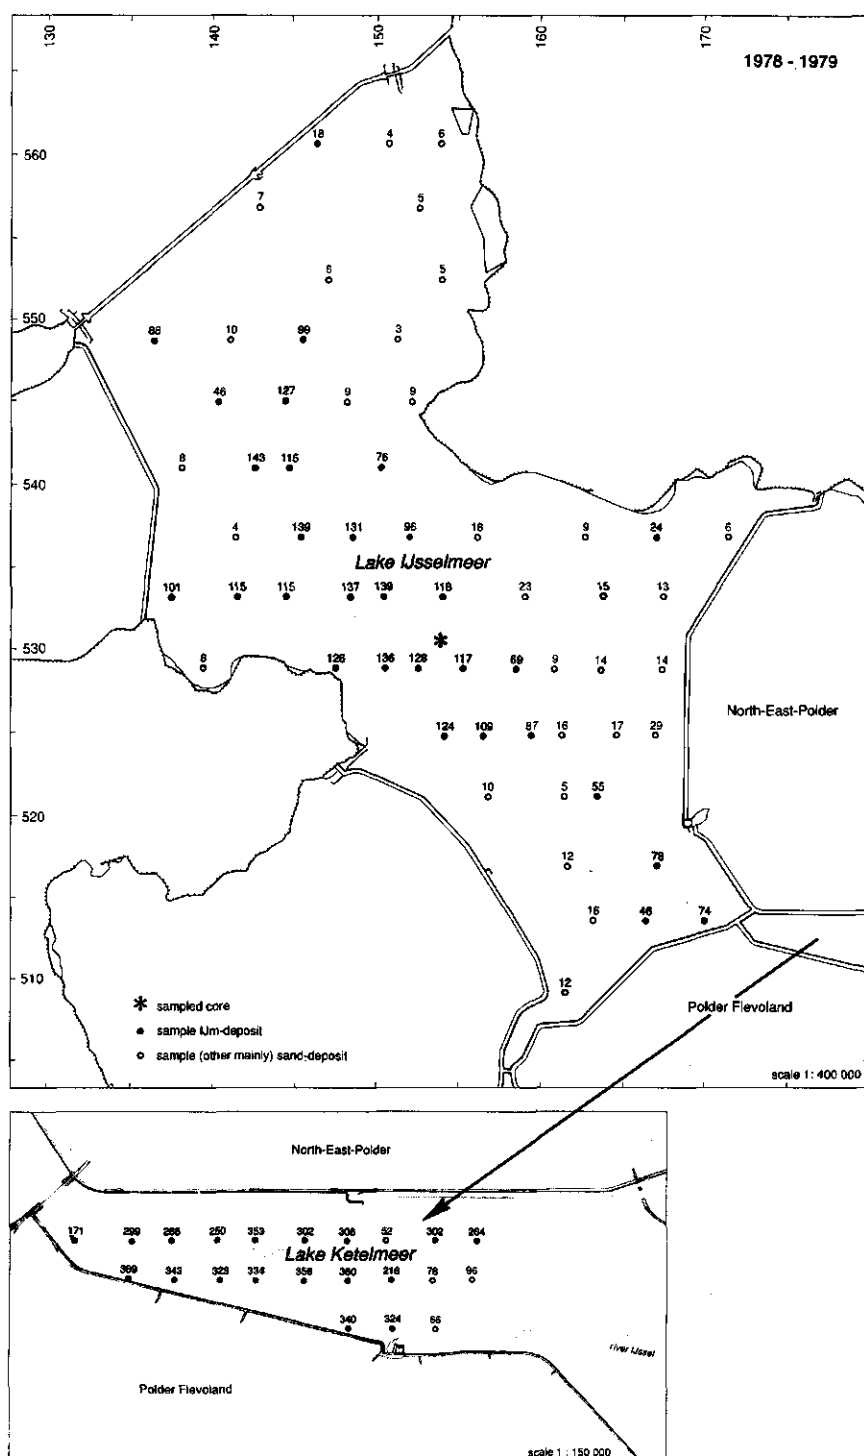 130 140 150 160 170
1978 - 1979
18 4 6
560
7 5
6 5
550
88 10 99 3
46 127 9 9
8 143 115 76
540
4 139 131 96 18 9 24 6
Lake IJsselmeer
101 115 115 137 139 118 23 15 13
530
8 126 136 128 117 69 9 14 14
North-East-Polder
124 109 87 16 17 29
520
10 5 55
12 78
16 46 74
510
12
* sampled core
Polder Flevoland
● sample IJm-deposit
○ sample (other mainly) sand-deposit
scale 1: 400 000
North-East-Polder
171 299 266 250 353 302 306 52 302 264
Lake Ketelmeer
369 343 323 334 356 360 216 76 96
340 324 66
river IJssel
Polder Flevoland
scale 1 : 150 000